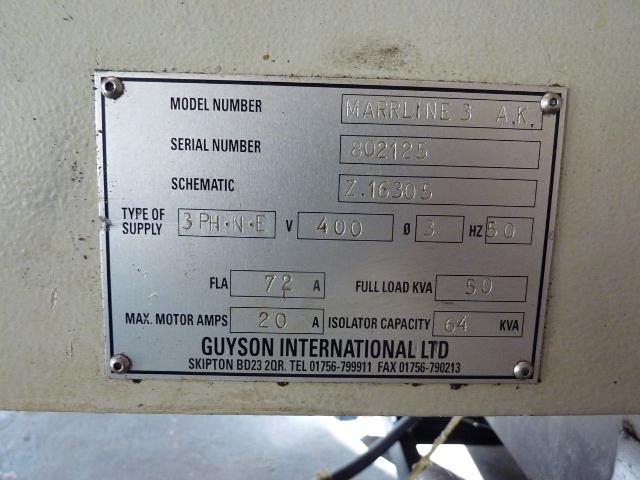 MODEL NUMBER MARRLINE 3 A.K.
SERIAL NUMBER 802125
SCHEMATIC Z.16305
TYPE OF SUPPLY 3 PH·N·E V 400 Ø 3 HZ 50
FLA 72 A FULL LOAD KVA 50
MAX. MOTOR AMPS 20 A ISOLATOR CAPACITY 64 KVA
GUYSON INTERNATIONAL LTD
SKIPTON BD23 2QR. TEL 01756-799911 FAX 01756-790213